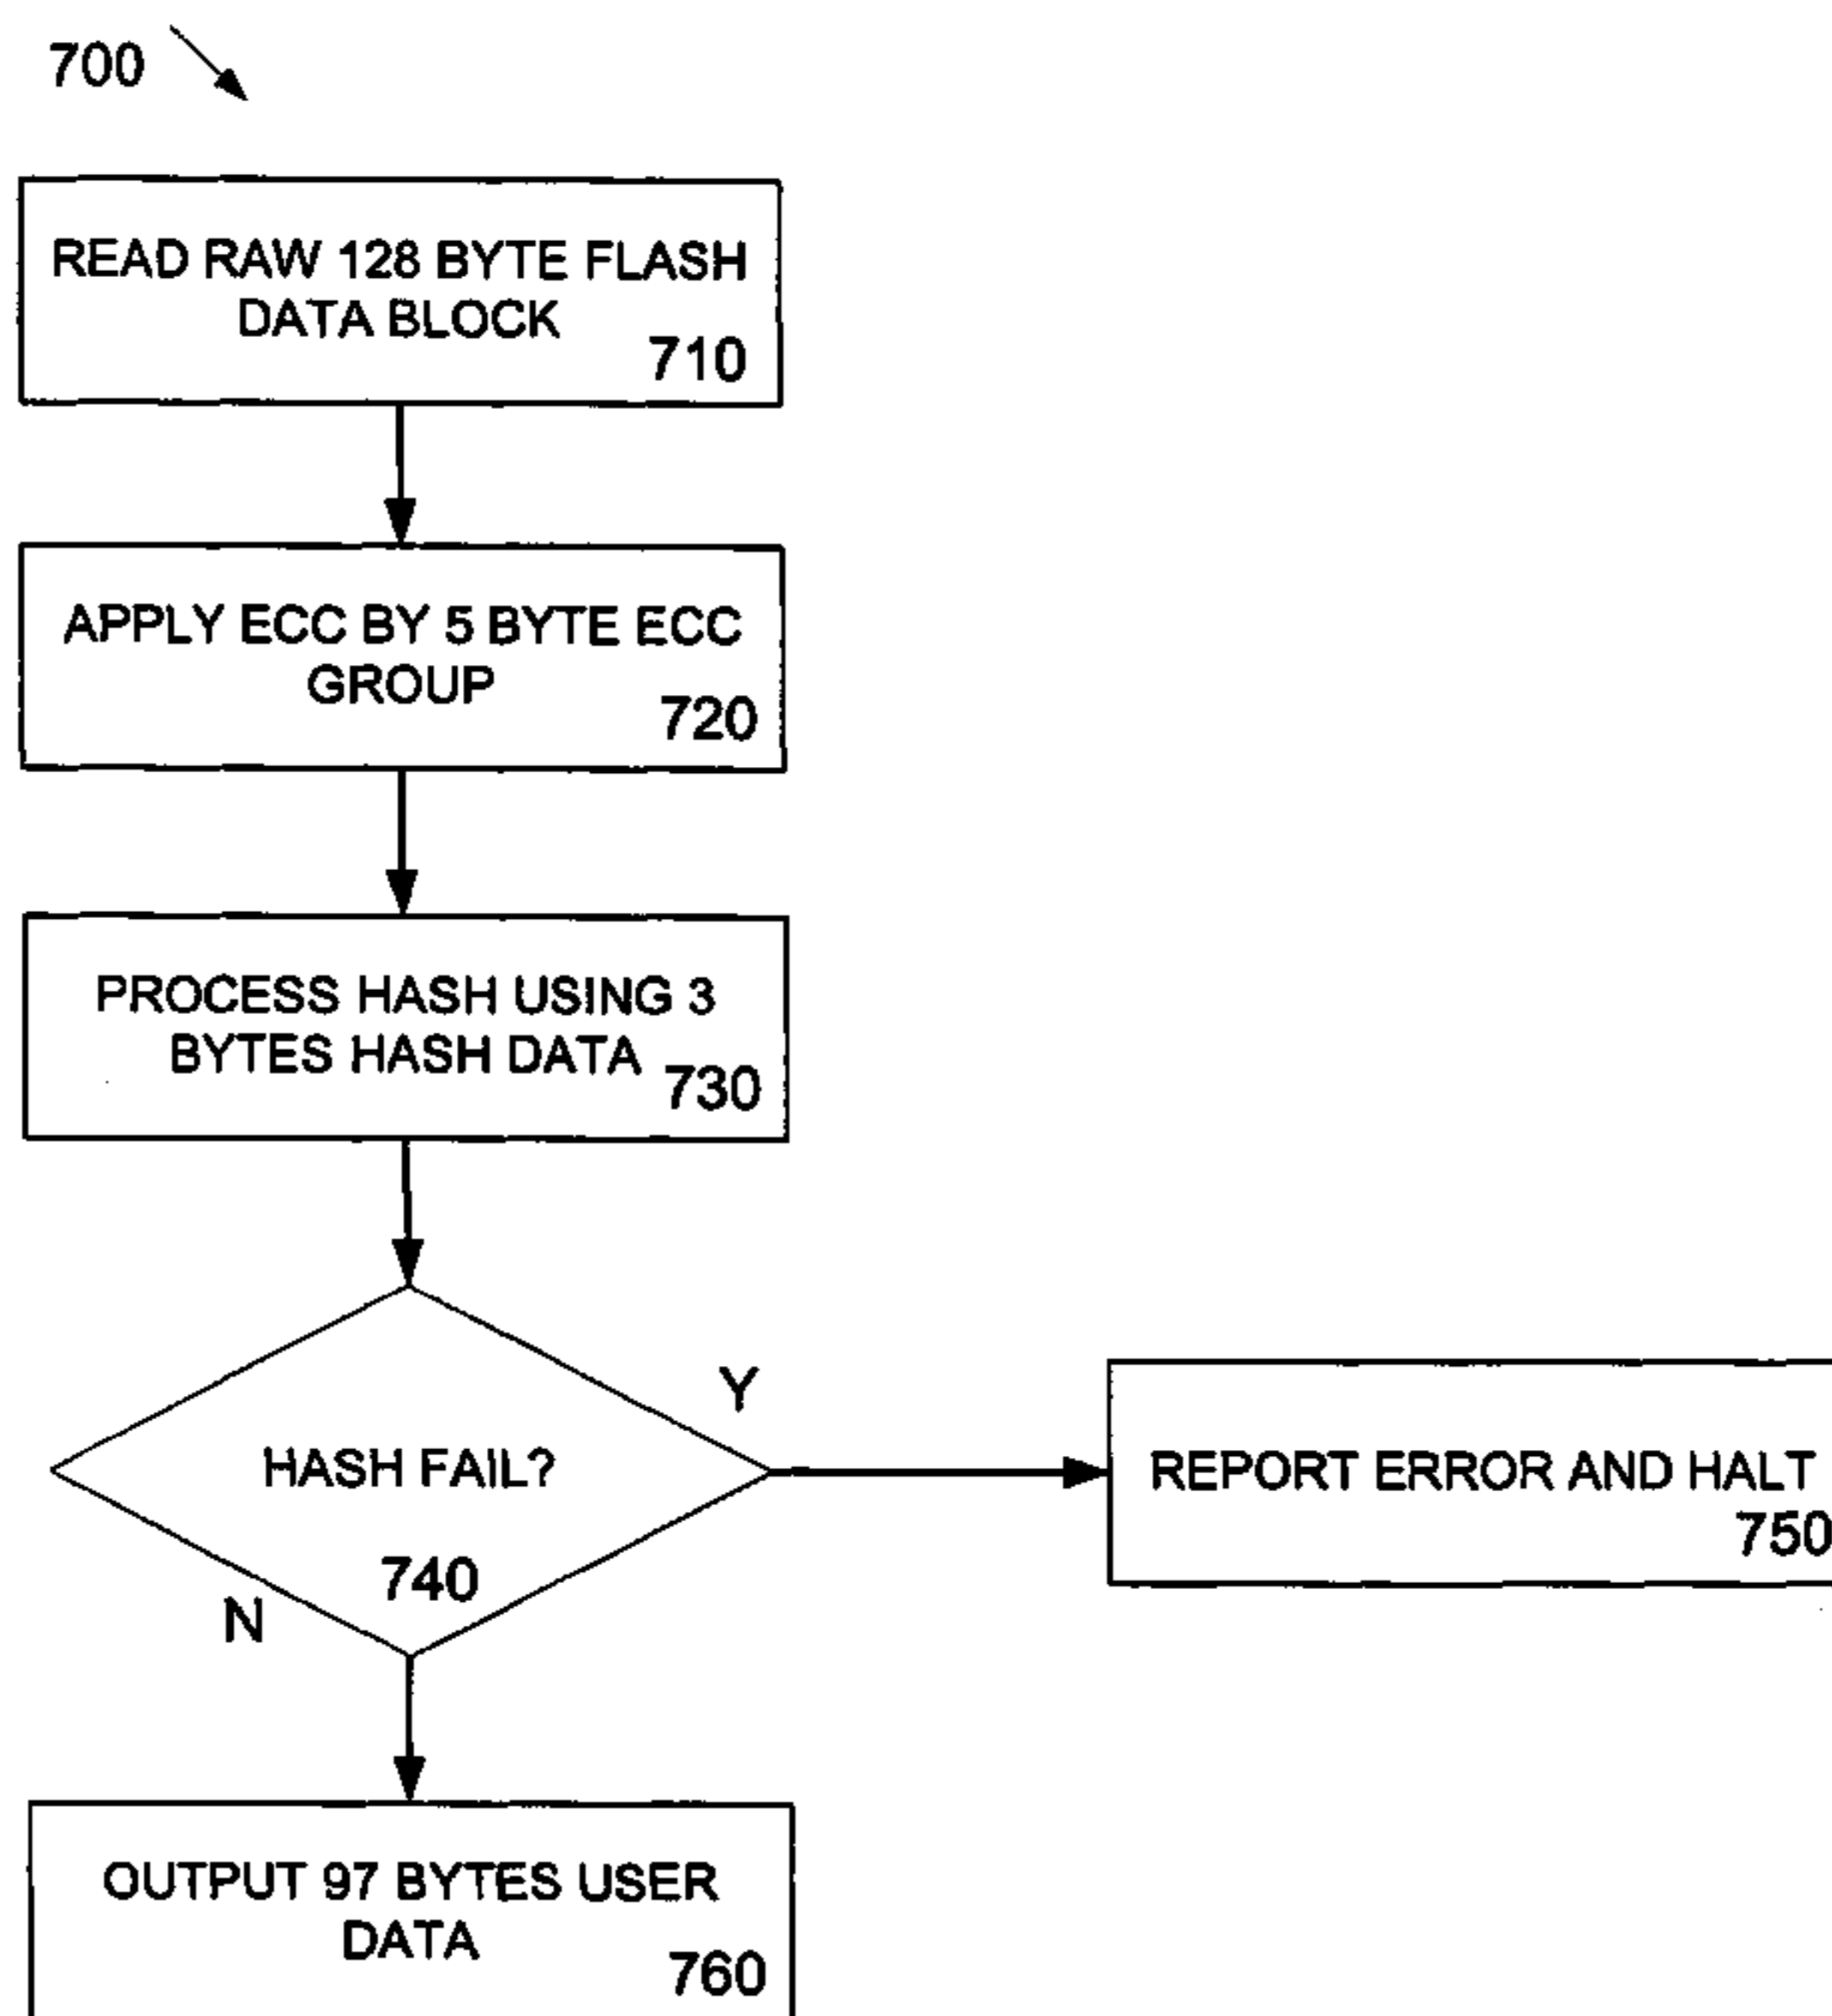 700
READ RAW 128 BYTE FLASH
DATA BLOCK
710
APPLY ECC BY 5 BYTE ECC
GROUP
720
PROCESS HASH USING 3
BYTES HASH DATA
730
HASH FAIL?
740
Y
N
REPORT ERROR AND HALT
750
OUTPUT 97 BYTES USER
DATA
760